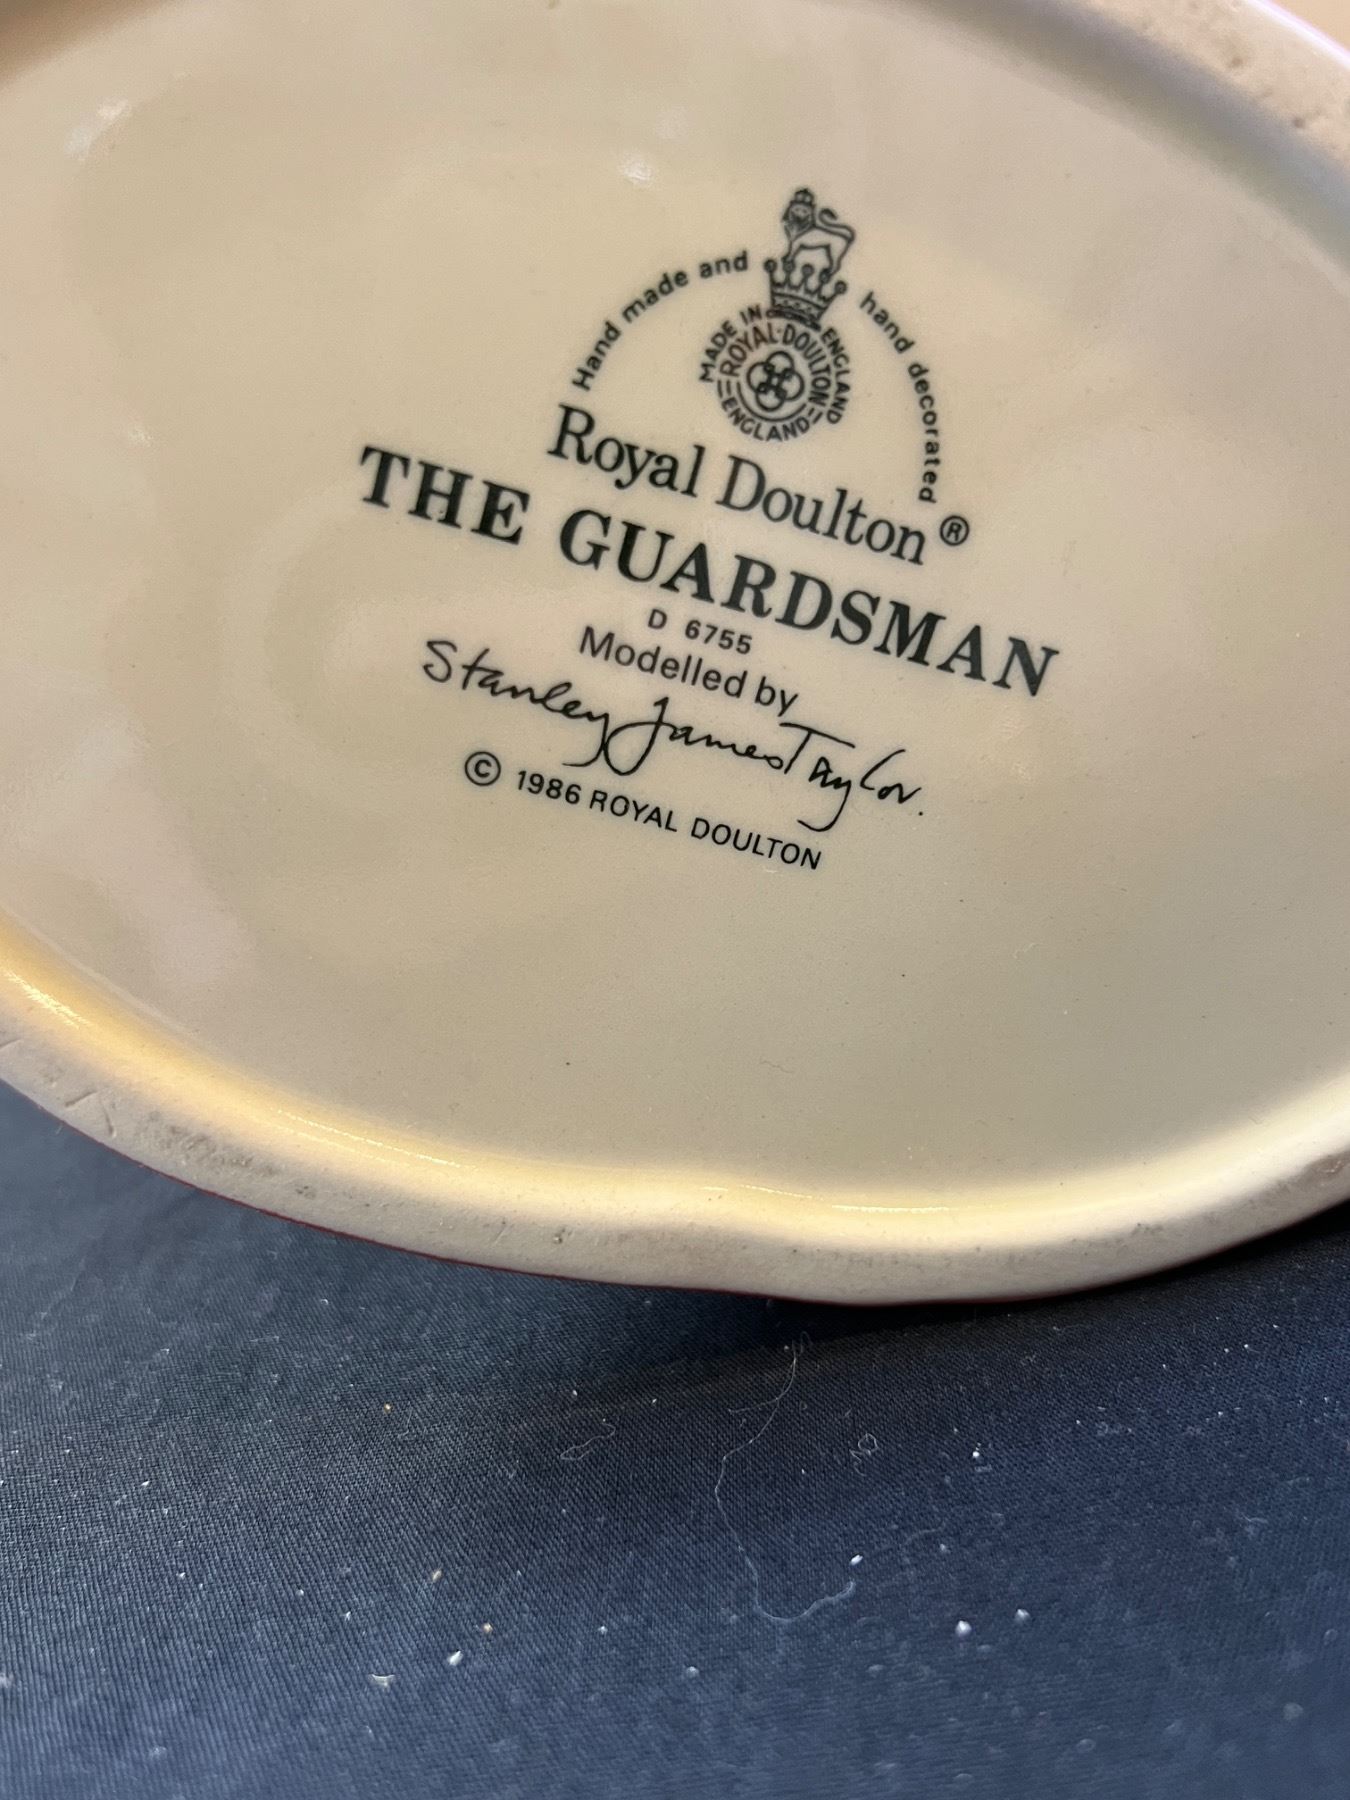 Hand made and hand decorated
MADE IN ENGLAND
ROYAL·DOULTON
ENGLAND
Royal Doulton ®
THE GUARDSMAN
D 6755
Modelled by
Stanley James Taylor.
© 1986 ROYAL DOULTON